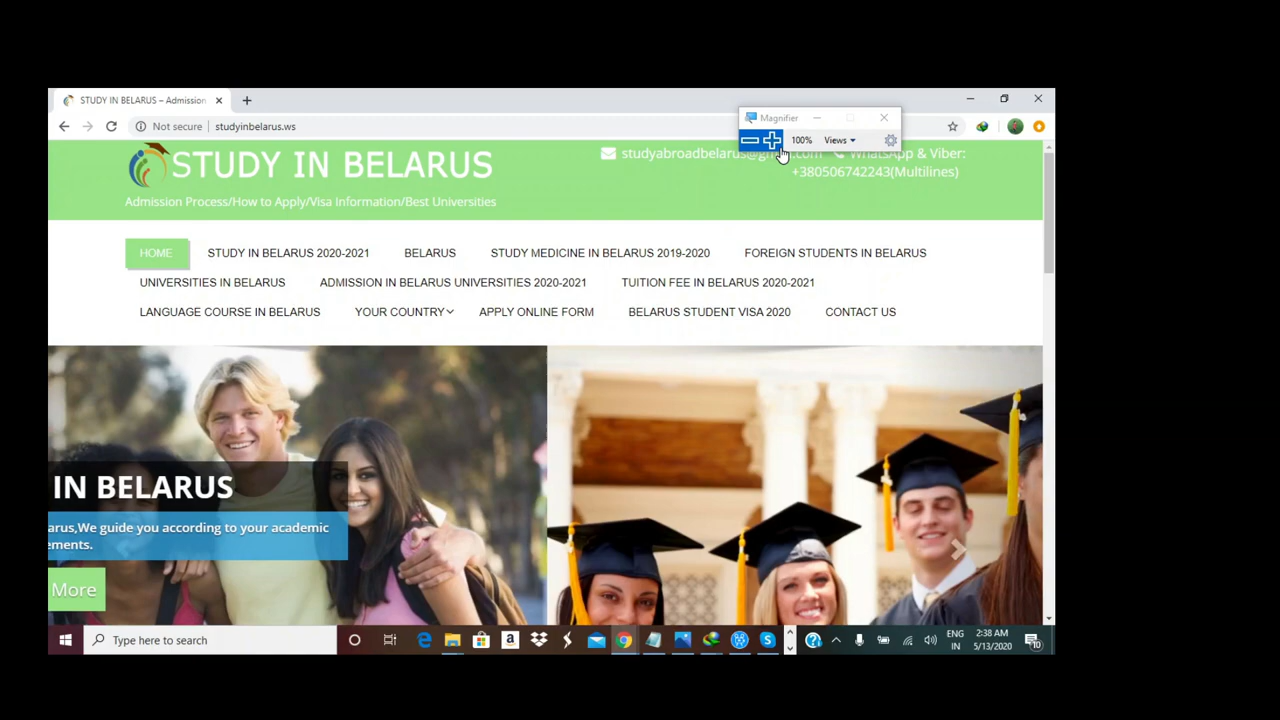 STUDY IN BELARUS – Admission
Not secure | studyinbelarus.ws
Magnifier
100% Views
STUDY IN BELARUS
Admission Process/How to Apply/Visa Information/Best Universities
studyabroadbelarus@gmail.com WhatsApp & Viber:
+380506742243(Multilines)
HOME STUDY IN BELARUS 2020-2021 BELARUS STUDY MEDICINE IN BELARUS 2019-2020 FOREIGN STUDENTS IN BELARUS
UNIVERSITIES IN BELARUS ADMISSION IN BELARUS UNIVERSITIES 2020-2021 TUITION FEE IN BELARUS 2020-2021
LANGUAGE COURSE IN BELARUS YOUR COUNTRY APPLY ONLINE FORM BELARUS STUDENT VISA 2020 CONTACT US
IN BELARUS
arus,We guide you according to your academic
ements.
More
Type here to search
ENG
IN
2:38 AM
5/13/2020
10